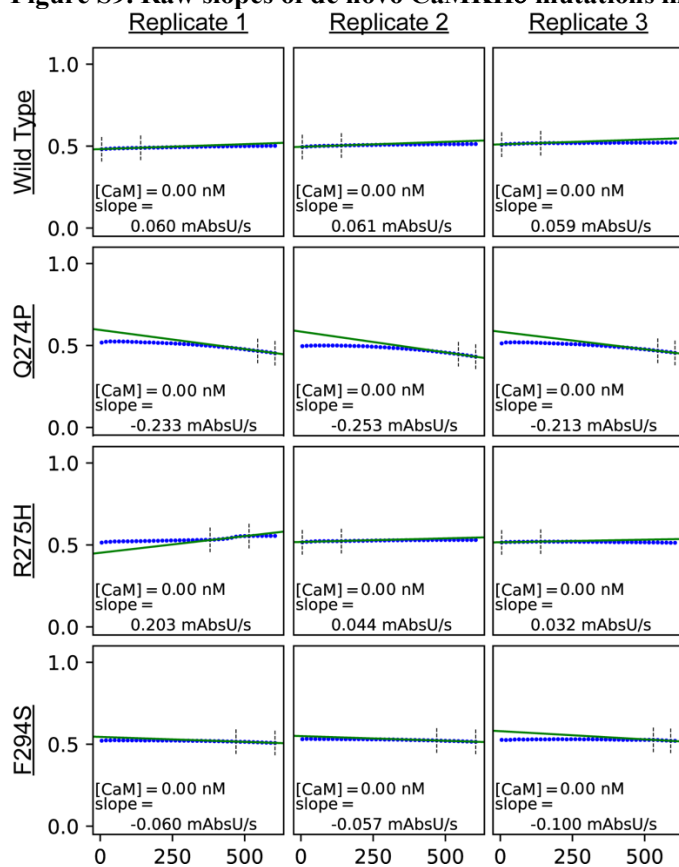 Figure S9. Raw slopes of de novo CaMKIIδ mutations in
Replicate 1 Replicate 2 Replicate 3
Wild Type
1.0
0.5
0.0
[CaM] = 0.00 nM
slope =
0.060 mAbsU/s
[CaM] = 0.00 nM
slope =
0.061 mAbsU/s
[CaM] = 0.00 nM
slope =
0.059 mAbsU/s
Q274P
1.0
0.5
0.0
[CaM] = 0.00 nM
slope =
-0.233 mAbsU/s
[CaM] = 0.00 nM
slope =
-0.253 mAbsU/s
[CaM] = 0.00 nM
slope =
-0.213 mAbsU/s
R275H
1.0
0.5
0.0
[CaM] = 0.00 nM
slope =
0.203 mAbsU/s
[CaM] = 0.00 nM
slope =
0.044 mAbsU/s
[CaM] = 0.00 nM
slope =
0.032 mAbsU/s
F294S
1.0
0.5
0.0
[CaM] = 0.00 nM
slope =
-0.060 mAbsU/s
[CaM] = 0.00 nM
slope =
-0.057 mAbsU/s
[CaM] = 0.00 nM
slope =
-0.100 mAbsU/s
0 500 0 500 0 500